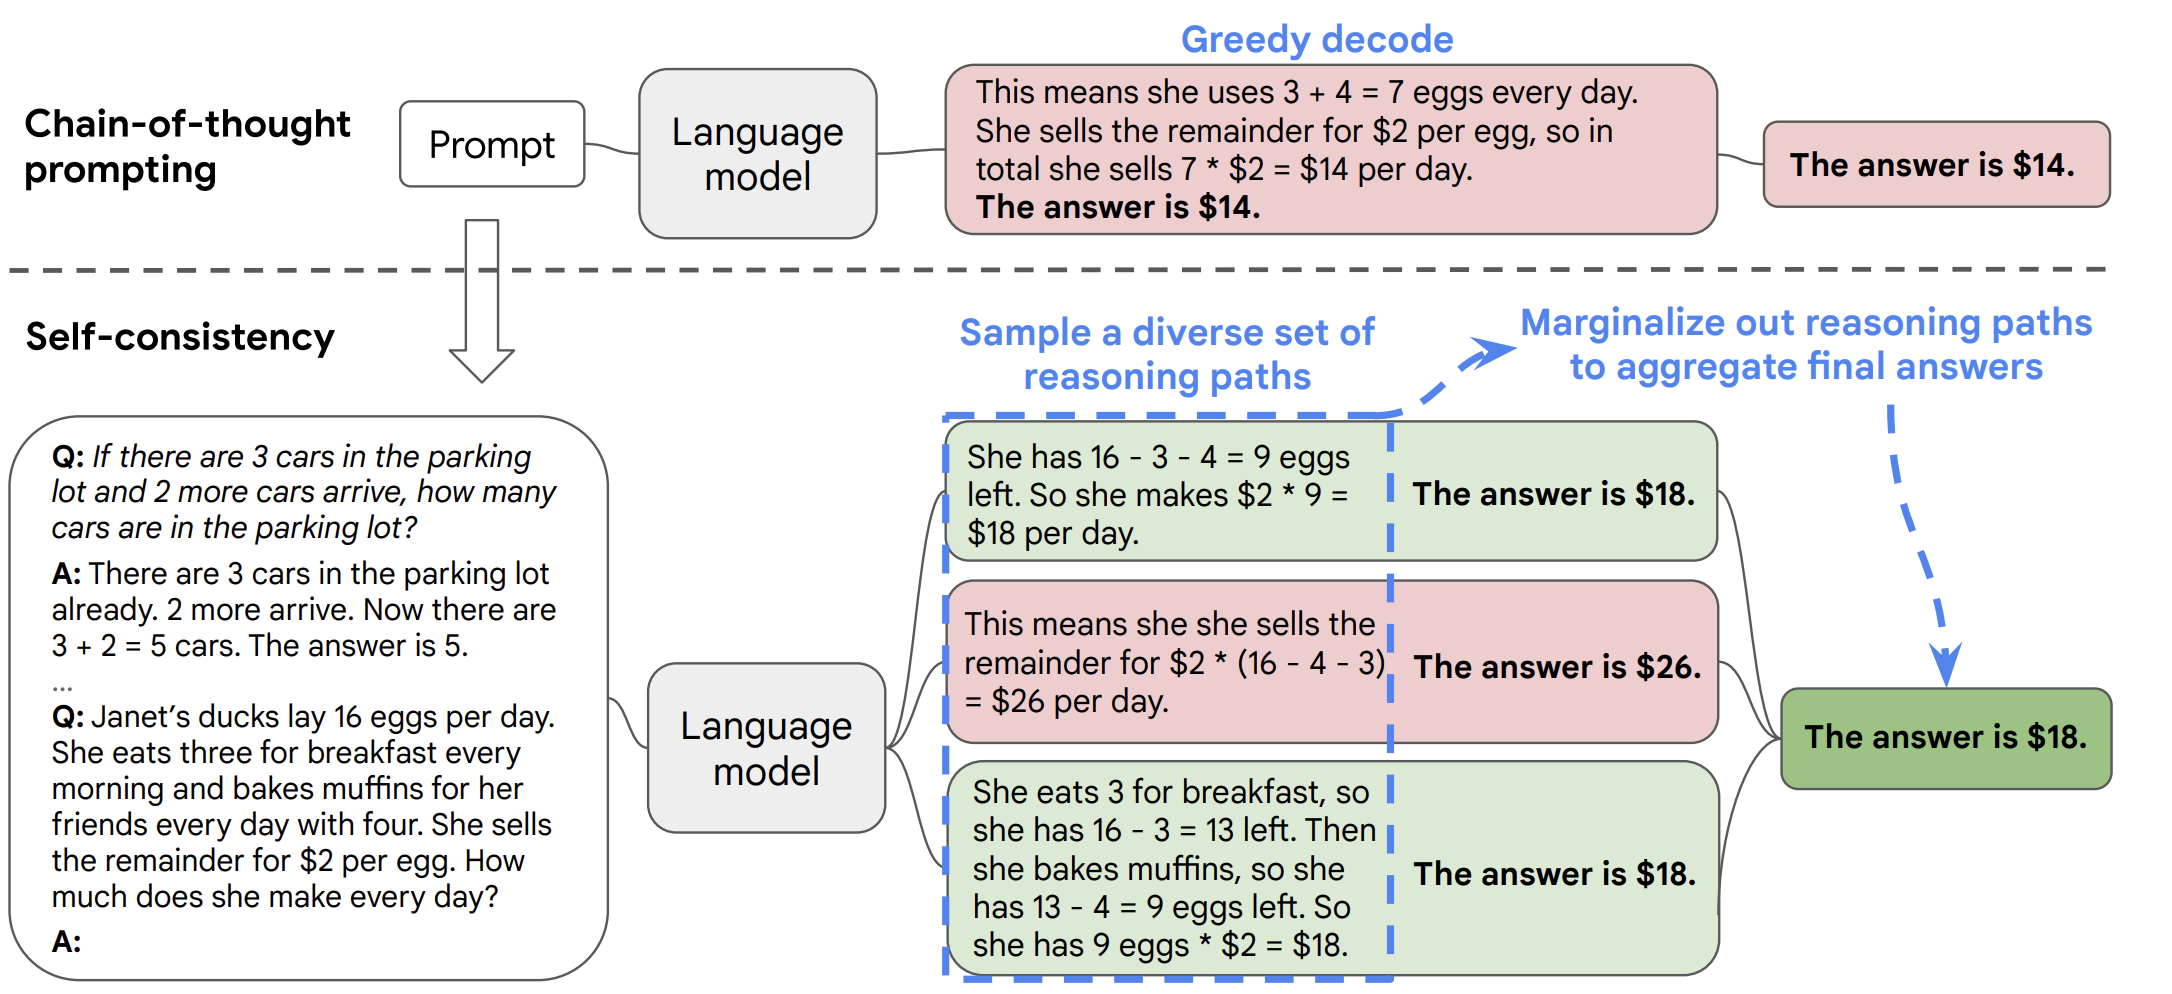 Greedy decode
Chain-of-thought
prompting
Prompt
Language
model
This means she uses 3 + 4 = 7 eggs every day.
She sells the remainder for $2 per egg, so in
total she sells 7 * $2 = $14 per day.
The answer is $14.
The answer is $14.
Self-consistency
Sample a diverse set of
reasoning paths
Marginalize out reasoning paths
to aggregate final answers
Q: If there are 3 cars in the parking
lot and 2 more cars arrive, how many
cars are in the parking lot?
A: There are 3 cars in the parking lot
already. 2 more arrive. Now there are
3 + 2 = 5 cars. The answer is 5.
...
Q: Janet’s ducks lay 16 eggs per day.
She eats three for breakfast every
morning and bakes muffins for her
friends every day with four. She sells
the remainder for $2 per egg. How
much does she make every day?
A:
Language
model
She has 16 - 3 - 4 = 9 eggs
left. So she makes $2 * 9 =
$18 per day.
The answer is $18.
This means she she sells the
remainder for $2 * (16 - 4 - 3)
= $26 per day.
The answer is $26.
She eats 3 for breakfast, so
she has 16 - 3 = 13 left. Then
she bakes muffins, so she
has 13 - 4 = 9 eggs left. So
she has 9 eggs * $2 = $18.
The answer is $18.
The answer is $18.